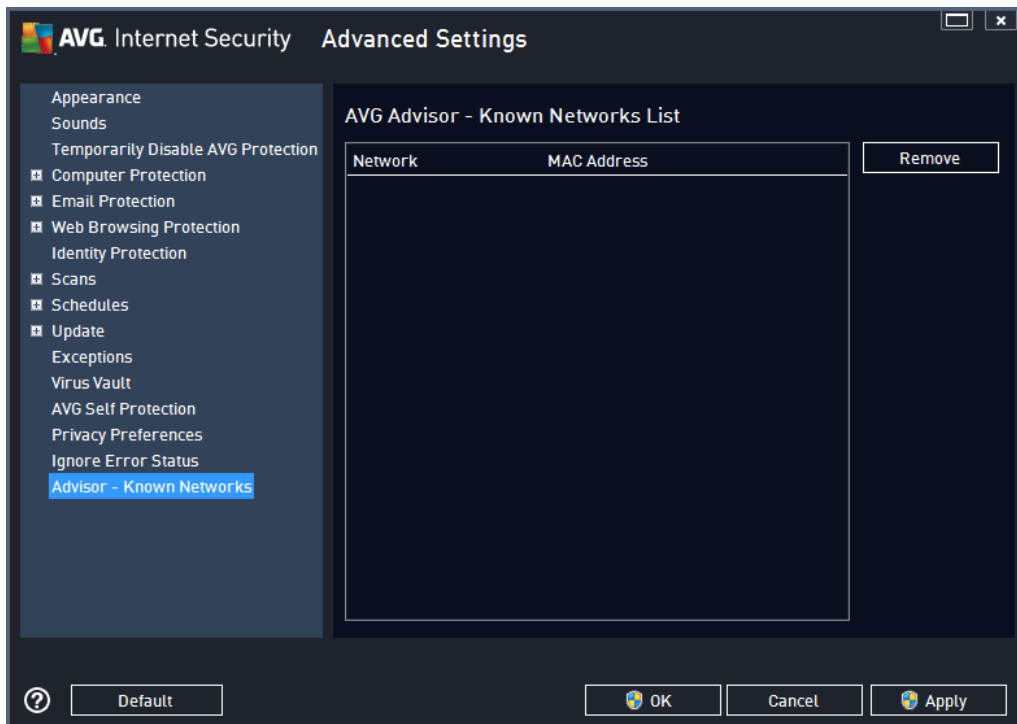 AVG. Internet Security Advanced Settings
Appearance
Sounds
Temporarily Disable AVG Protection
Computer Protection
Email Protection
Web Browsing Protection
Identity Protection
Scans
Schedules
Update
Exceptions
Virus Vault
AVG Self Protection
Privacy Preferences
Ignore Error Status
Advisor - Known Networks
AVG Advisor - Known Networks List
Network MAC Address
Remove
? Default OK Cancel Apply